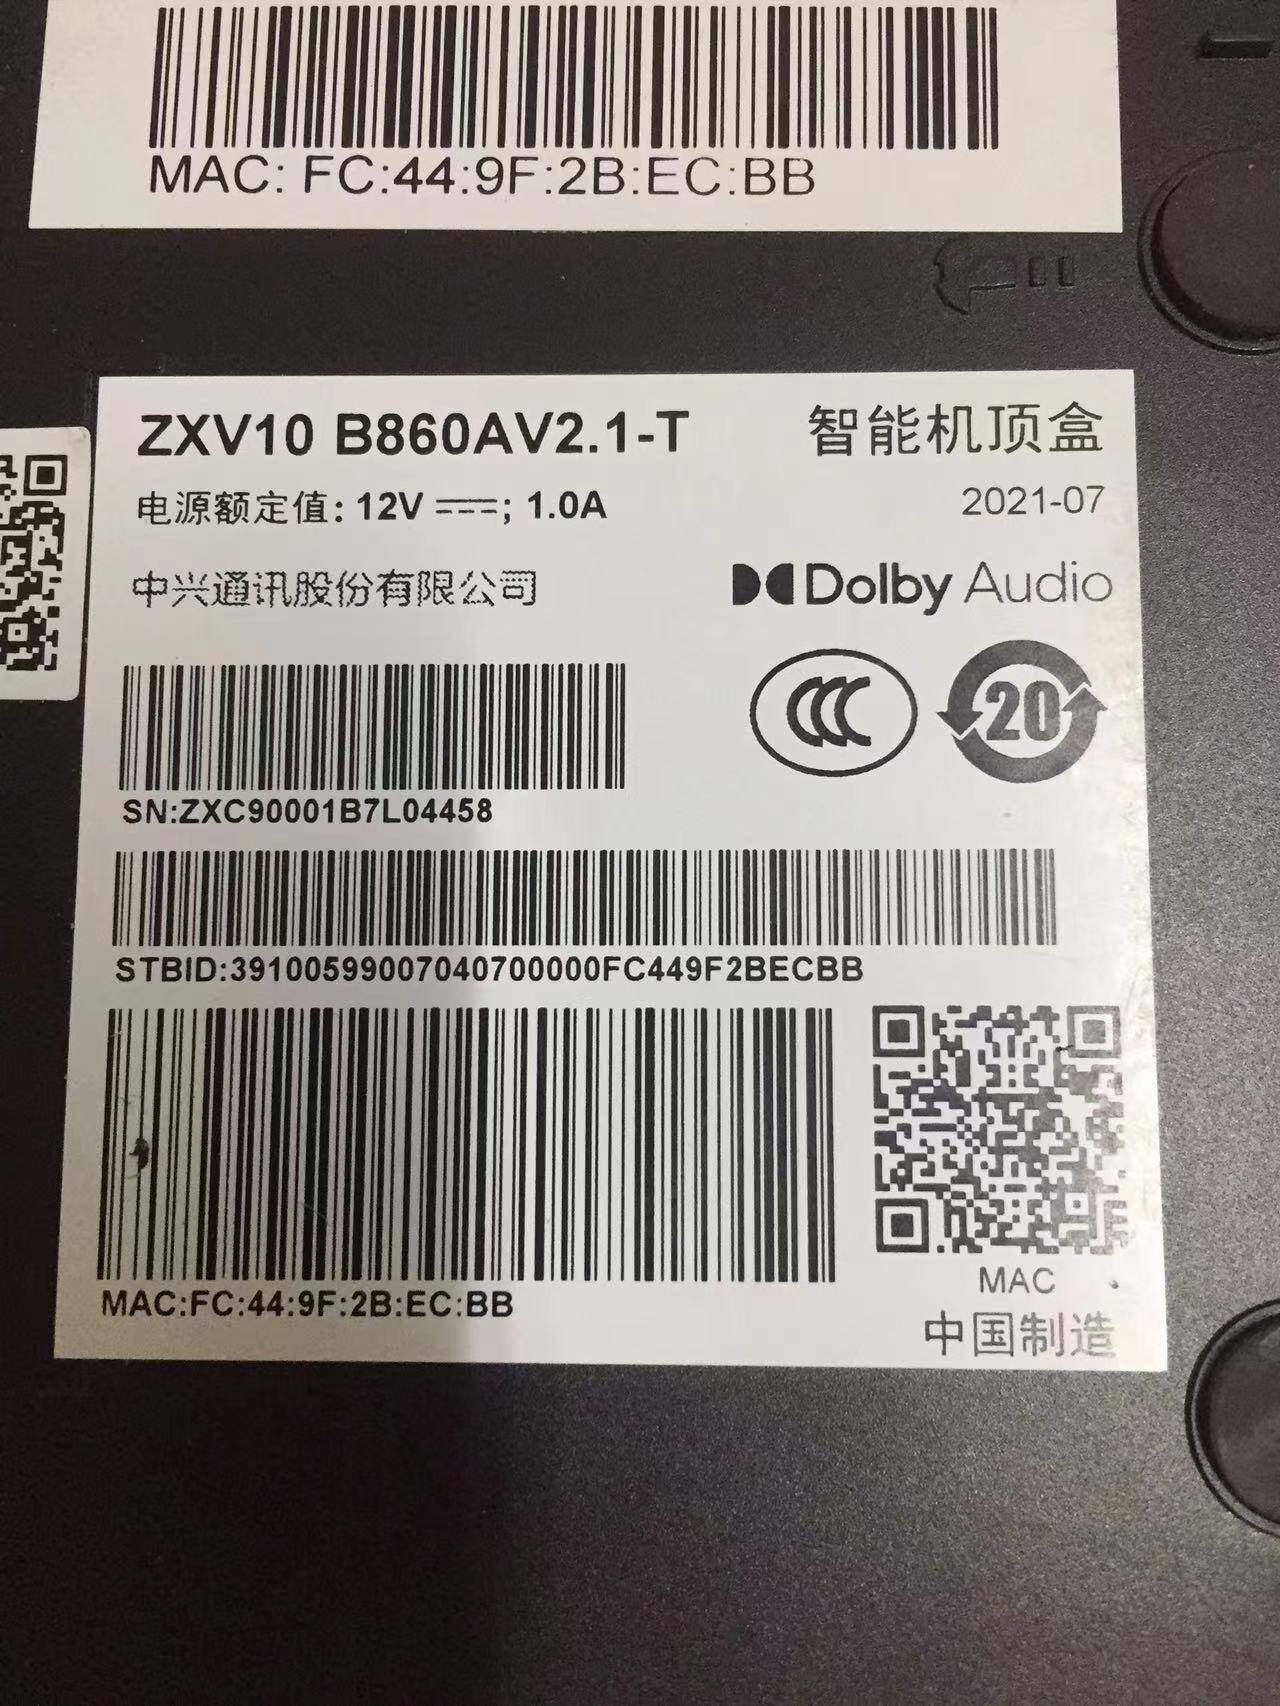 MAC: FC:44:9F:2B:EC:BB
ZXV10 B860AV2.1-T
智能机顶盒
电源额定值: 12V ⎓; 1.0A
2021-07
中兴通讯股份有限公司
Dolby Audio
CCC
20
SN:ZXC90001B7L04458
STBID:39100599007040700000FC449F2BECBB
MAC:FC:44:9F:2B:EC:BB
MAC
中国制造